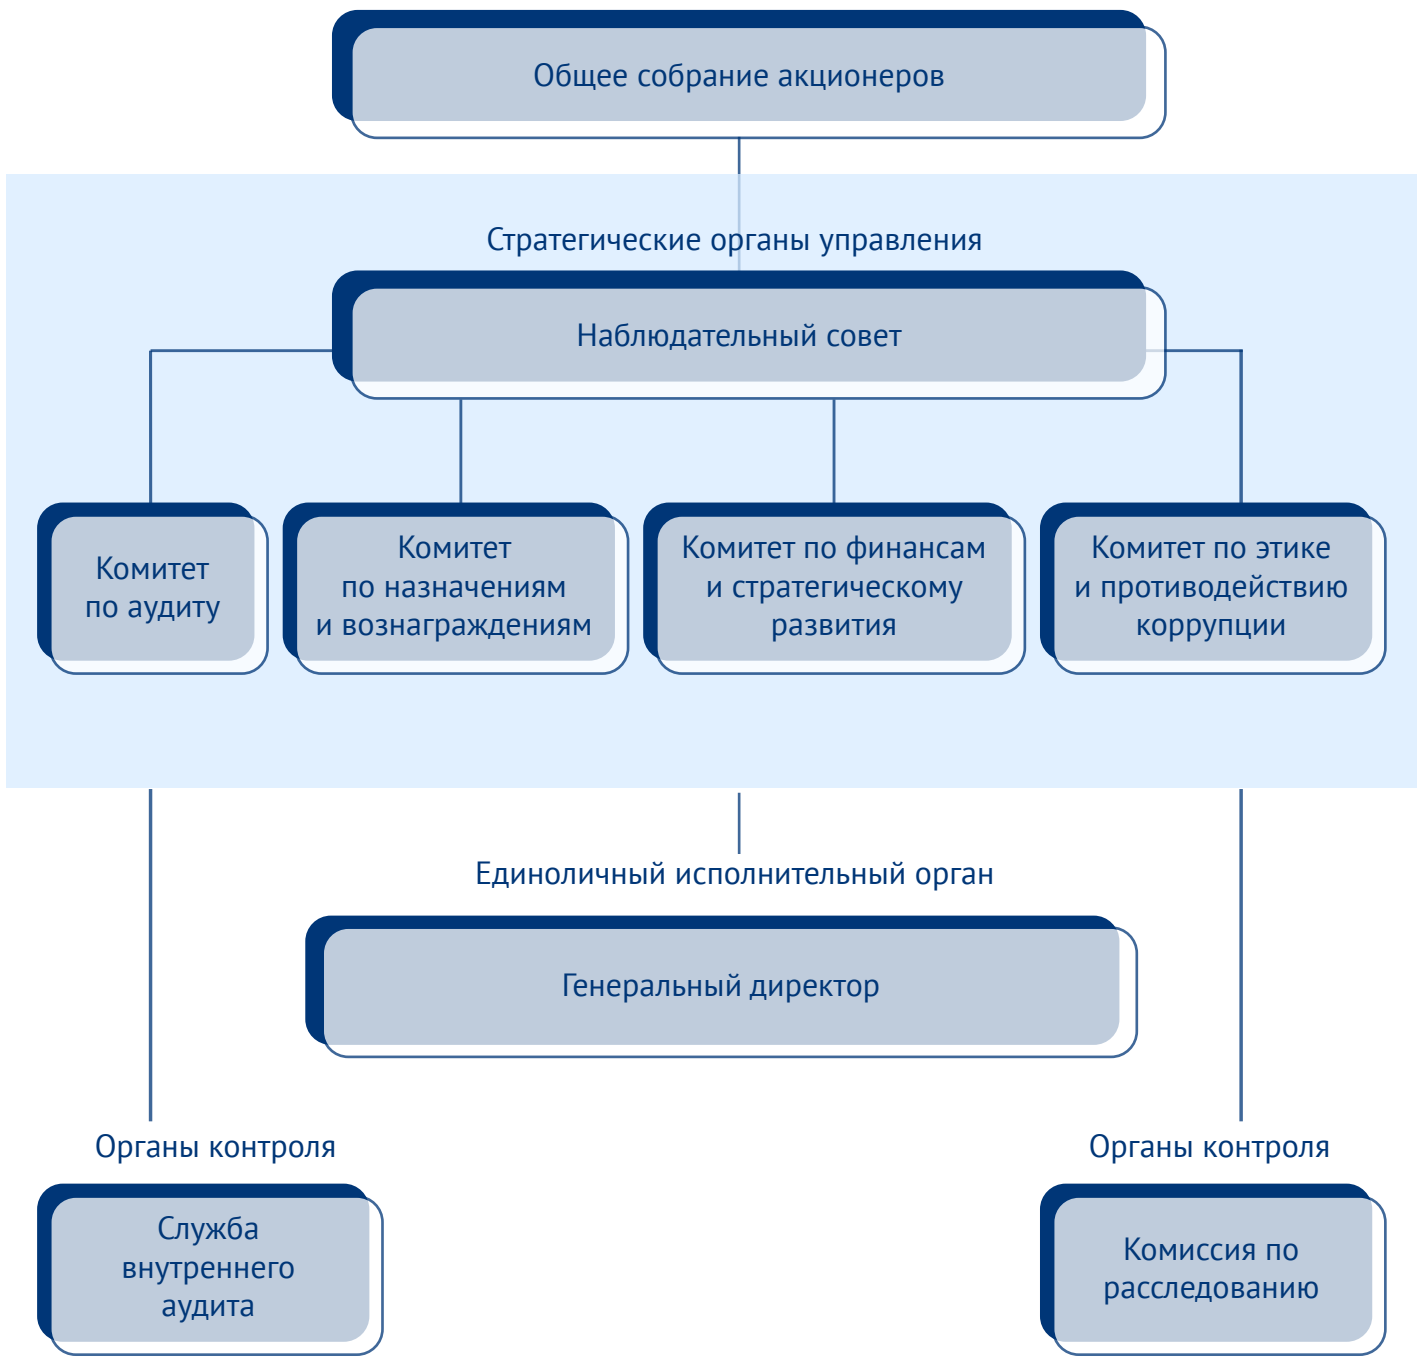 Общее собрание акционеров
Стратегические органы управления
Наблюдательный совет
Комитет
по аудиту
Комитет
по назначениям
и вознаграждениям
Комитет по финансам
и стратегическому
развития
Комитет по этике
и противодействию
коррупции
Единоличный исполнительный орган
Генеральный директор
Органы контроля
Служба
внутреннего
аудита
Органы контроля
Комиссия по
расследованию